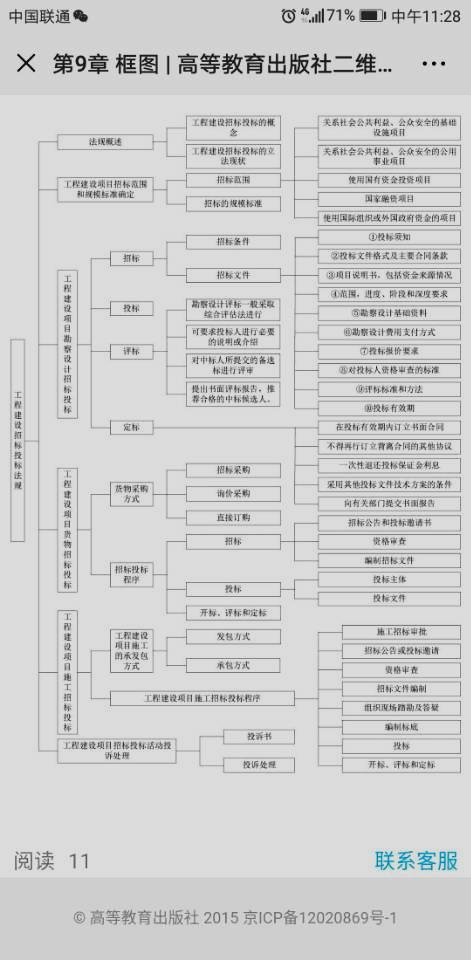 中国联通
4G
71%
中午11:28
第9章 框图 | 高等教育出版社二维...
工程建设招标投标法规
法规概述
工程建设招标投标的概
念
工程建设招标投标的立
法现状
工程建设项目招标范围
和规模标准确定
招标范围
招标的规模标准
关系社会公共利益、公众安全的基础
设施项目
关系社会公共利益、公众安全的公用
事业项目
使用国有资金投资项目
国家融资项目
使用国际组织或外国政府资金的项目
工程建设项目勘察设计招标投标
招标
招标条件
招标文件
①投标须知
②投标文件格式及主要合同条款
③项目说明书，包括资金来源情况
④范围，进度、阶段和深度要求
⑤勘察设计基础资料
⑥勘察设计费用支付方式
⑦投标报价要求
⑧对投标人资格审查的标准
⑨评标标准和方法
⑩投标有效期
投标
评标
勘察设计评标一般采取
综合评估法进行
可要求投标人进行必要
的说明或介绍
对中标人所提交的备选
标进行评审
提出书面评标报告，推
荐合格的中标候选人。
定标
在投标有效期内订立书面合同
不得再行订立背离合同的其他协议
一次性退还投标保证金利息
采用其他投标文件技术方案的条件
向有关部门提交书面报告
工程建设项目货物招标投标
货物采购
方式
招标采购
询价采购
直接订购
招标投标
程序
招标
招标公告和投标邀请书
资格审查
编制招标文件
投标
投标主体
投标文件
开标、评标和定标
工程建设项目施工招标投标
工程建设
项目施工
的承发包
方式
发包方式
承包方式
工程建设项目施工招标投标程序
施工招标审批
招标公告或投标邀请
资格审查
招标文件编制
组织现场踏勘及答疑
编制标底
投标
开标、评标和定标
工程建设项目招标投标活动投
诉处理
投诉书
投诉处理
阅读 11
联系客服
© 高等教育出版社 2015 京ICP备12020869号-1